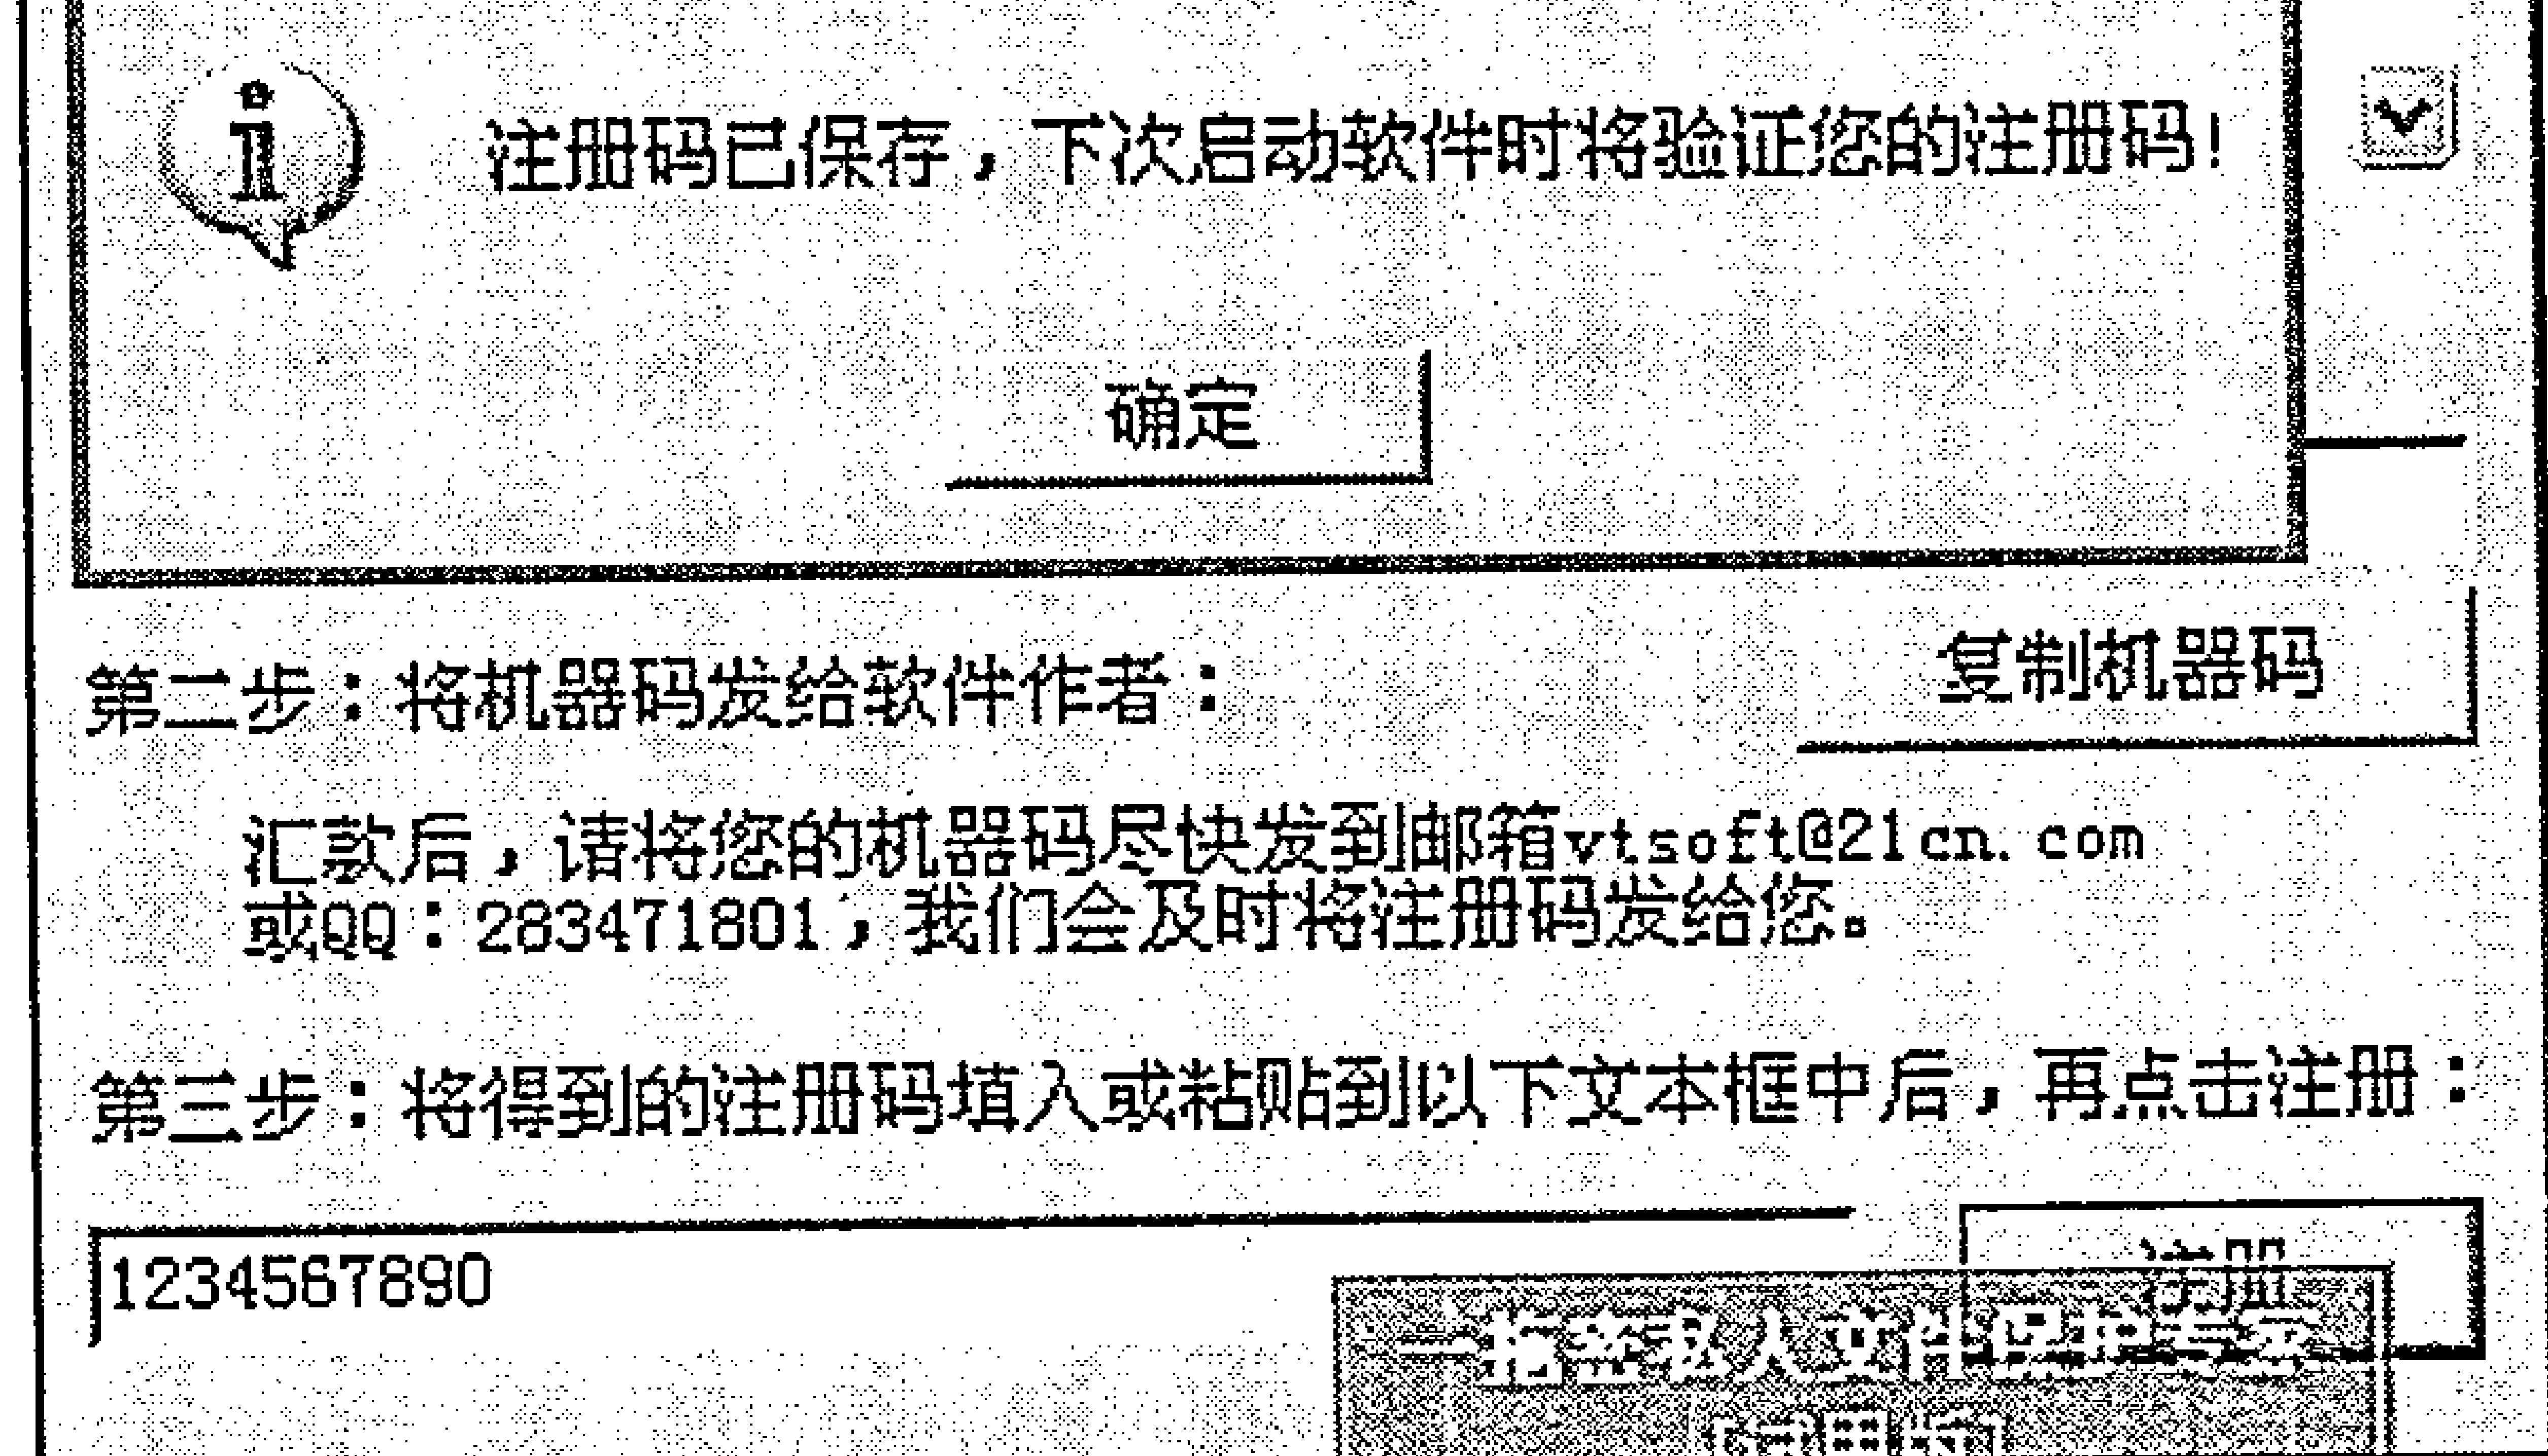 注册码已保存，下次启动软件时将验证您的注册码！
确定
复制机器码
第二步：将机器码发给软件作者：
汇款后，请将您的机器码尽快发到邮箱vtsoft@21cn.com
或QQ：283471801，我们会及时将注册码发给您。
第三步：将得到的注册码填入或粘贴到以下文本框中后，再点击注册：
1234567890
注册